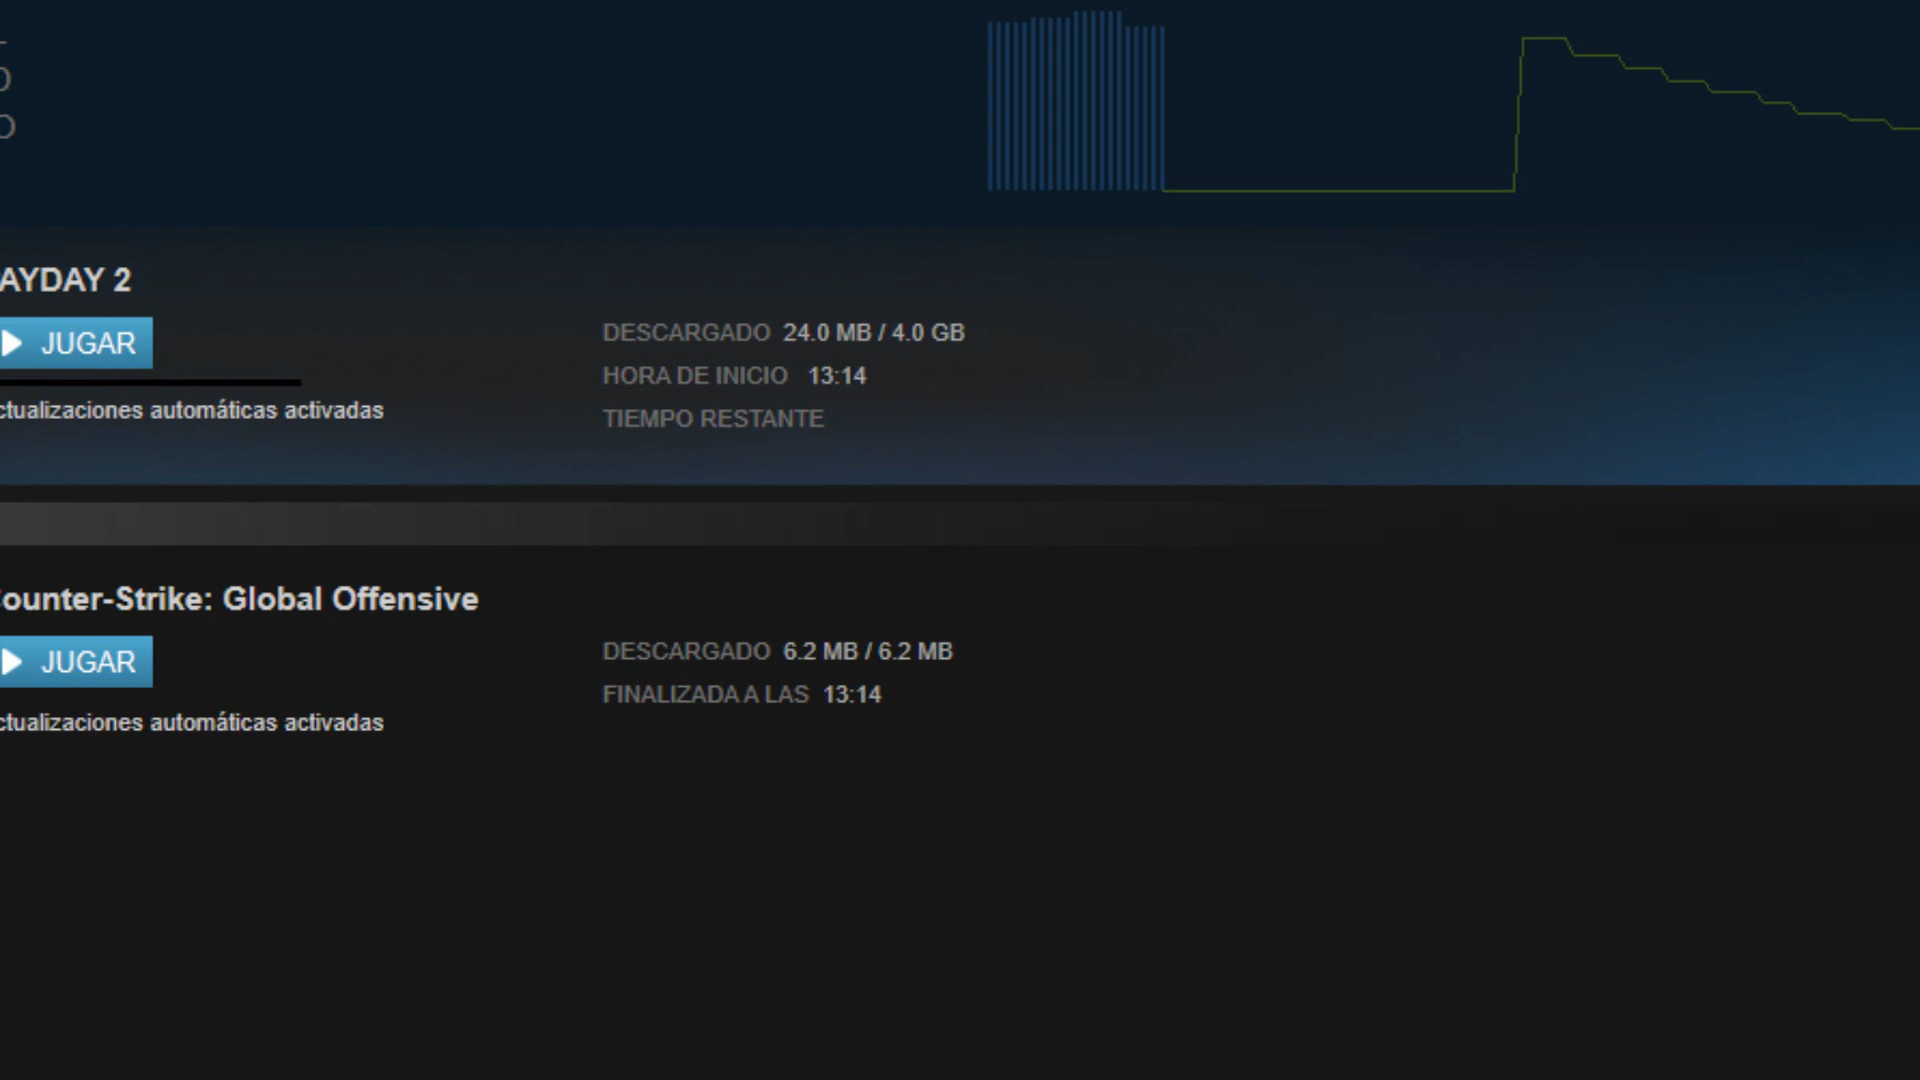 AYDAY 2
JUGAR
DESCARGADO 24.0 MB / 4.0 GB
HORA DE INICIO 13:14
TIEMPO RESTANTE
ctualizaciones automáticas activadas
ounter-Strike: Global Offensive
JUGAR
DESCARGADO 6.2 MB / 6.2 MB
FINALIZADA A LAS 13:14
ctualizaciones automáticas activadas